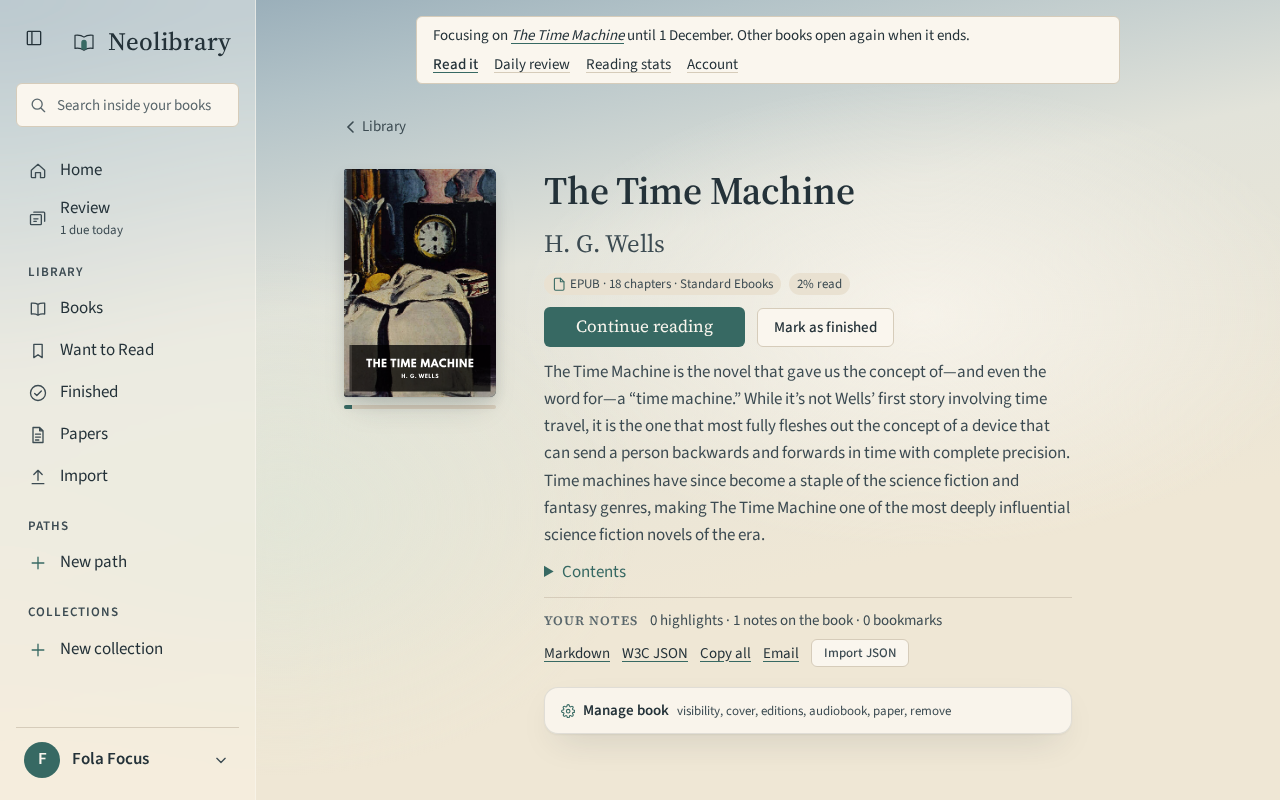 Neolibrary
Search inside your books
Home
Review
1 due today
LIBRARY
Books
Want to Read
Finished
Papers
Import
PATHS
New path
COLLECTIONS
New collection
F
Fola Focus
Focusing on The Time Machine until 1 December. Other books open again when it ends.
Read it Daily review Reading stats Account
Library
THE TIME MACHINE
H. G. WELLS
The Time Machine
H. G. Wells
EPUB · 18 chapters · Standard Ebooks 2% read
Continue reading Mark as finished
The Time Machine is the novel that gave us the concept of—and even the
word for—a “time machine.” While it’s not Wells’ first story involving time
travel, it is the one that most fully fleshes out the concept of a device that
can send a person backwards and forwards in time with complete precision.
Time machines have since become a staple of the science fiction and
fantasy genres, making The Time Machine one of the most deeply influential
science fiction novels of the era.
Contents
YOUR NOTES 0 highlights · 1 notes on the book · 0 bookmarks
Markdown W3C JSON Copy all Email Import JSON
Manage book visibility, cover, editions, audiobook, paper, remove